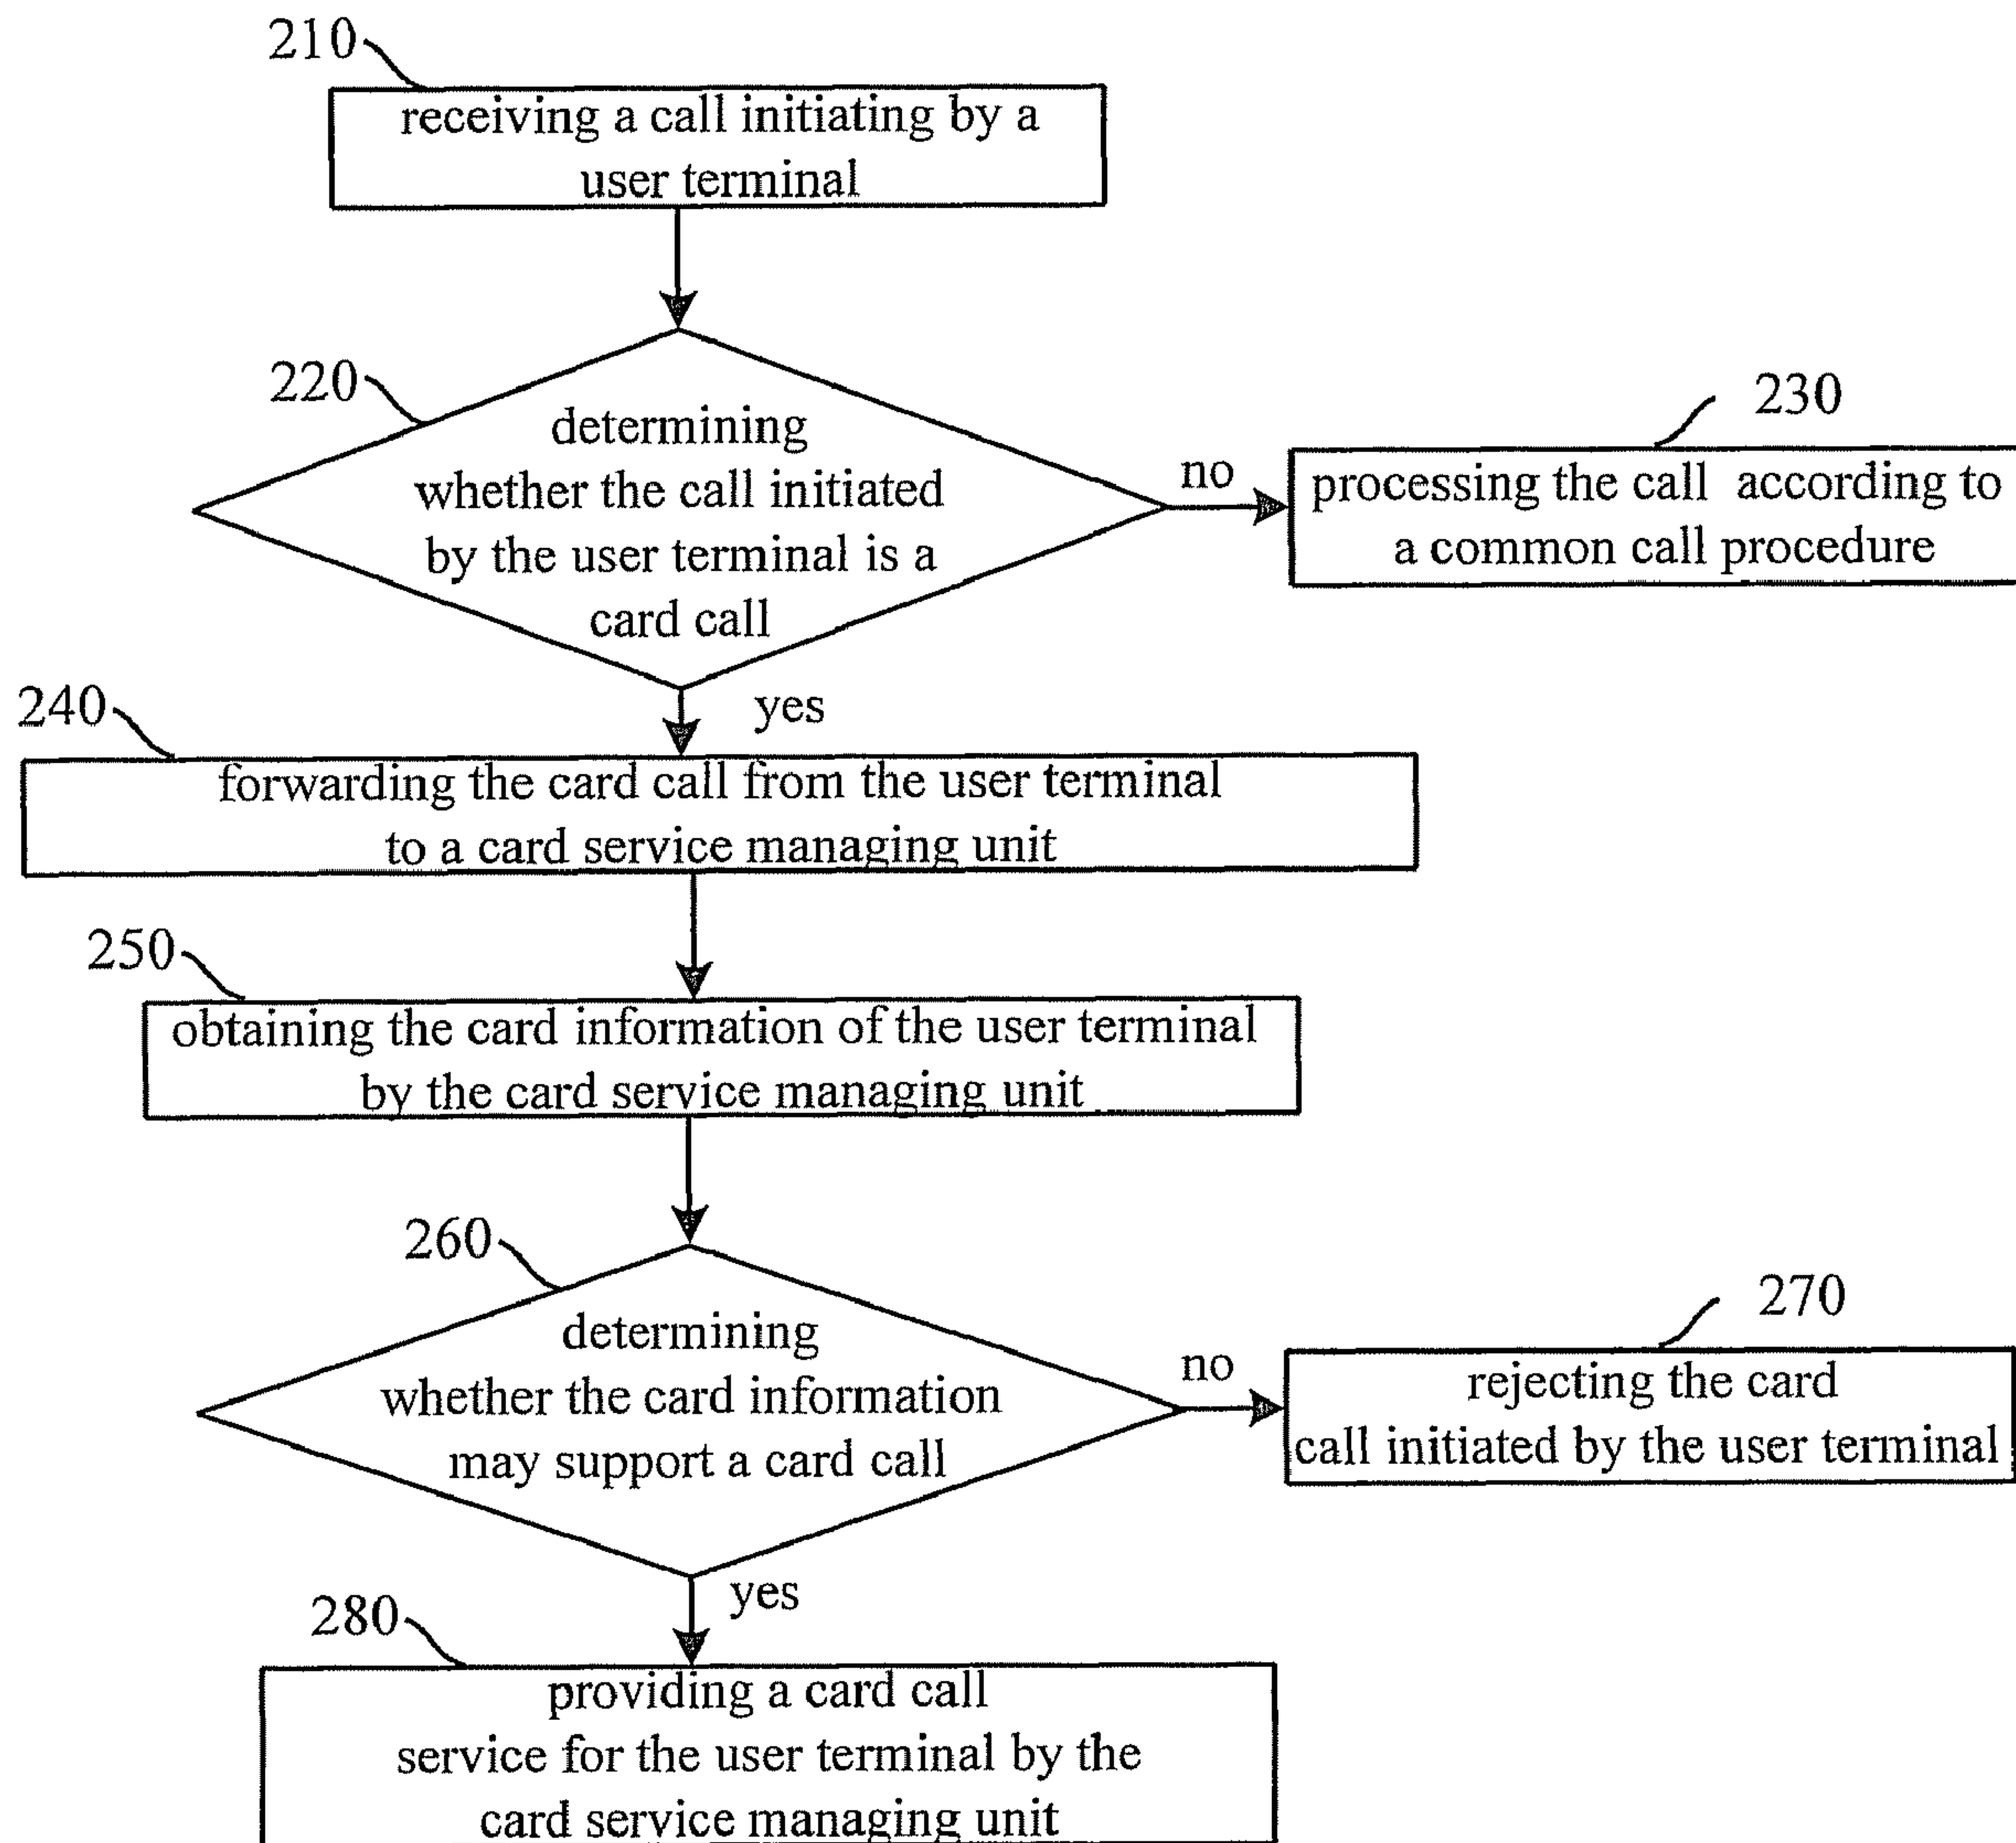 210
receiving a call initiating by a
user terminal
220
determining
whether the call initiated
by the user terminal is a
card call
no
230
processing the call according to
a common call procedure
yes
240
forwarding the card call from the user terminal
to a card service managing unit
250
obtaining the card information of the user terminal
by the card service managing unit
260
determining
whether the card information
may support a card call
no
270
rejecting the card
call initiated by the user terminal
yes
280
providing a card call
service for the user terminal by the
card service managing unit